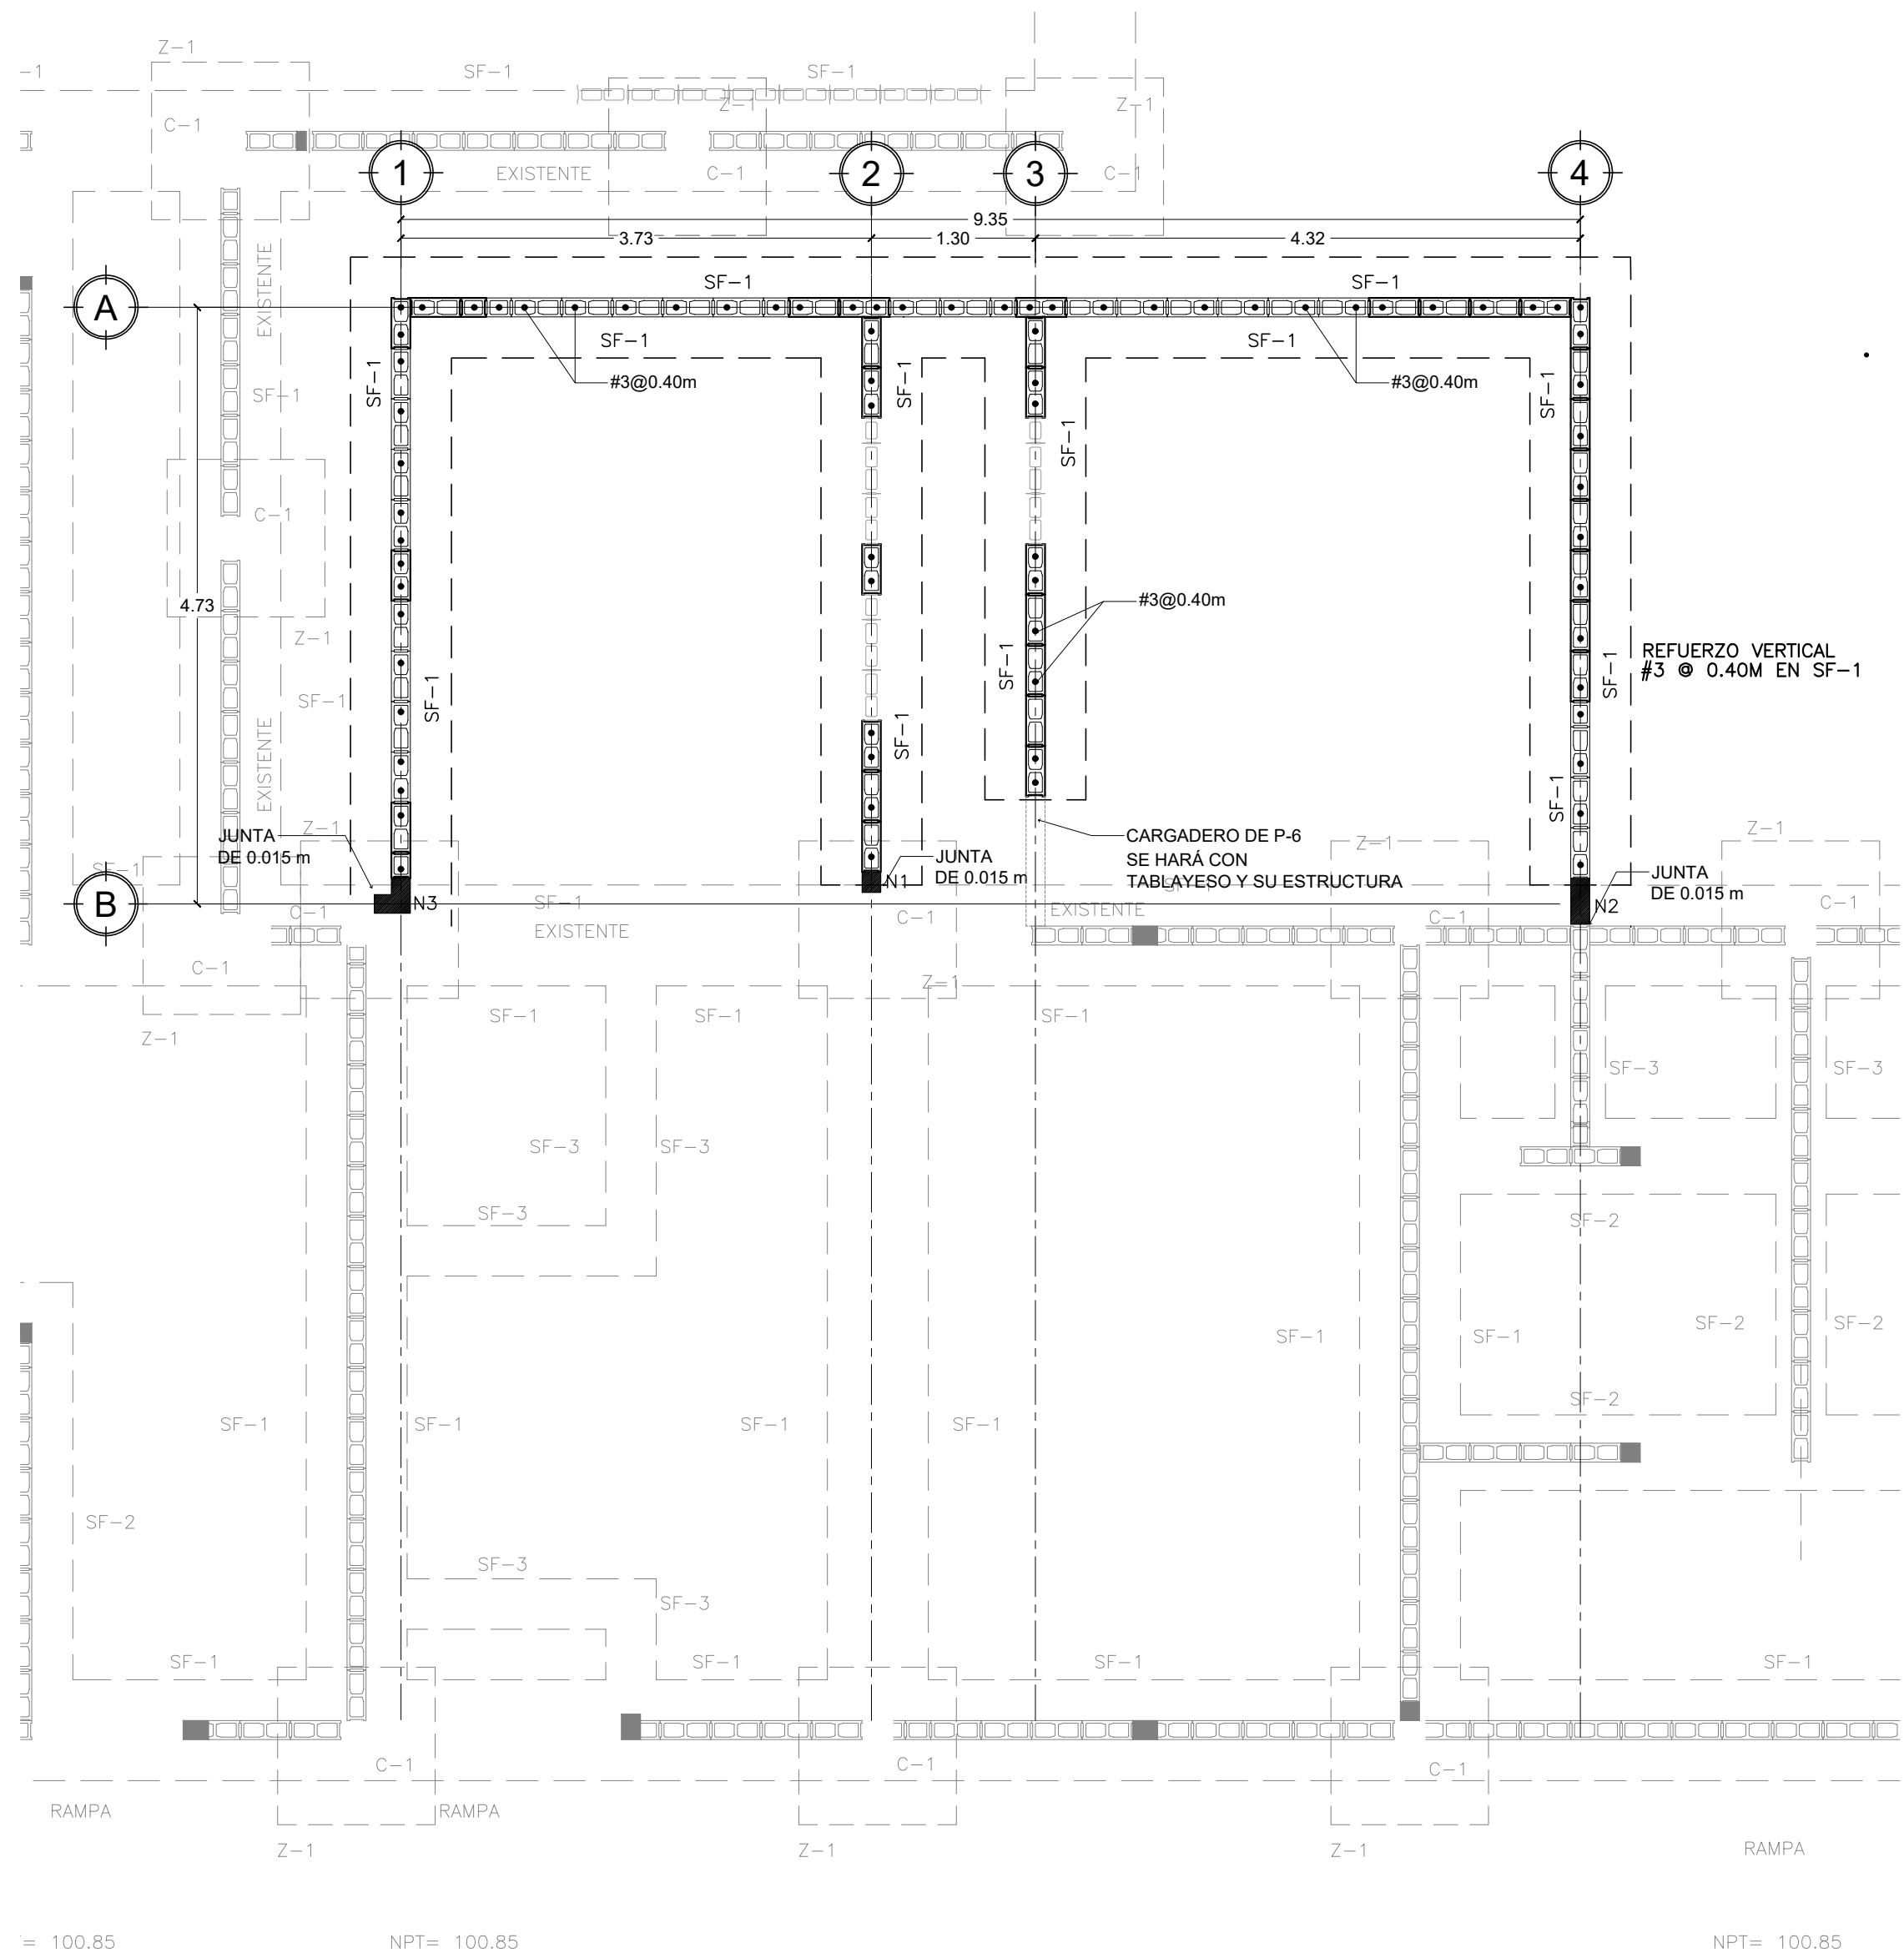 Z-1
-1
SF-1
SF-1
Z-1
Z-1
C-1
1
EXISTENTE
C-1
2
3
C-1
4
9.35
3.73
1.30
4.32
EXISTENTE
SF-1
SF-1
A
SF-1
SF-1
SF-1
SF-1
SF-1
SF-1
#3@0.40m
#3@0.40m
SF-1
SF-1
C-1
4.73
#3@0.40m
Z-1
SF-1
SF-1
REFUERZO VERTICAL
#3 @ 0.40M EN SF-1
SF-1
SF-1
EXISTENTE
SF-1
SF-1
Z-1
JUNTA
DE 0.015 m
CARGADERO DE P-6
SE HARÁ CON
TABLAYESO Y SU ESTRUCTURA
Z-1
Z-1
SF-1
JUNTA
DE 0.015 m
N1
SF-1
JUNTA
DE 0.015 m
B
N3
SF-1
C-1
EXISTENTE
C-1
EXISTENTE
C-1
N2
C-1
C-1
Z-1
Z-1
SF-1
SF-1
SF-1
SF-3
SF-3
SF-3
SF-3
SF-3
SF-2
SF-1
SF-1
SF-2
SF-2
SF-2
SF-1
SF-1
SF-1
SF-1
SF-2
SF-3
SF-3
SF-1
SF-1
SF-1
SF-1
C-1
C-1
C-1
RAMPA
RAMPA
Z-1
Z-1
Z-1
RAMPA
= 100.85
NPT= 100.85
NPT= 100.85